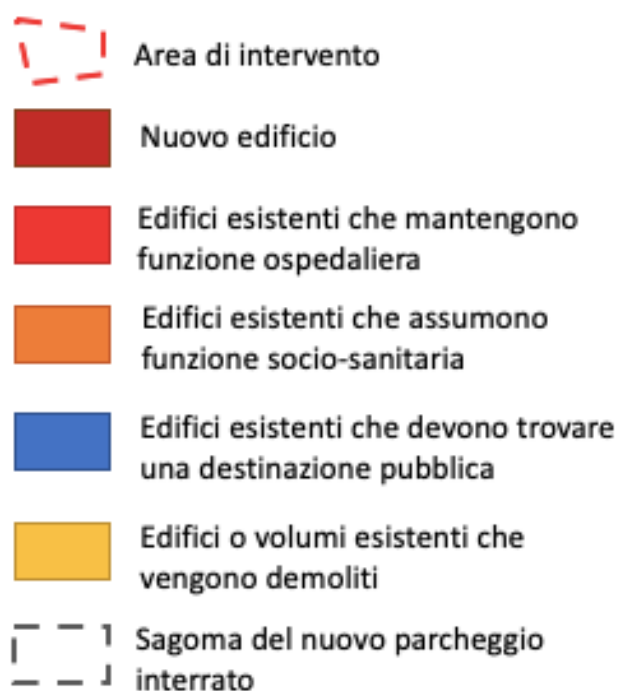 Area di intervento
Nuovo edificio
Edifici esistenti che mantengono
funzione ospedaliera
Edifici esistenti che assumono
funzione socio-sanitaria
Edifici esistenti che devono trovare
una destinazione pubblica
Edifici o volumi esistenti che
vengono demoliti
Sagoma del nuovo parcheggio
interrato